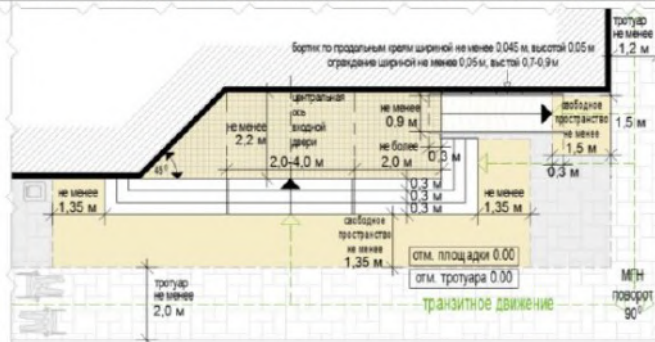 тротуар
не менее
1,2 м
бортик по продольным краям шириной не менее 0,045 м, высотой 0,05 м
ограждение шириной не менее 0,05м, выстой 0,7-0,9м
центральная
ось
входной
двери
не менее
2,2 м
не менее
0,9 м
свободное
пространство
не менее
1,5 м
1,5 м
не более
2,0 м
2,0-4,0 м
0,3 м
0,3 м
45°
0,3 м
0,3 м
0,3 м
не менее
1,35 м
не менее
1,35 м
свободное
пространство
не менее
1,35 м
отм. площадки 0.00
отм. тротуара 0.00
тротуар
не менее
2,0 м
транзитное движение
МГН
поворот
90°